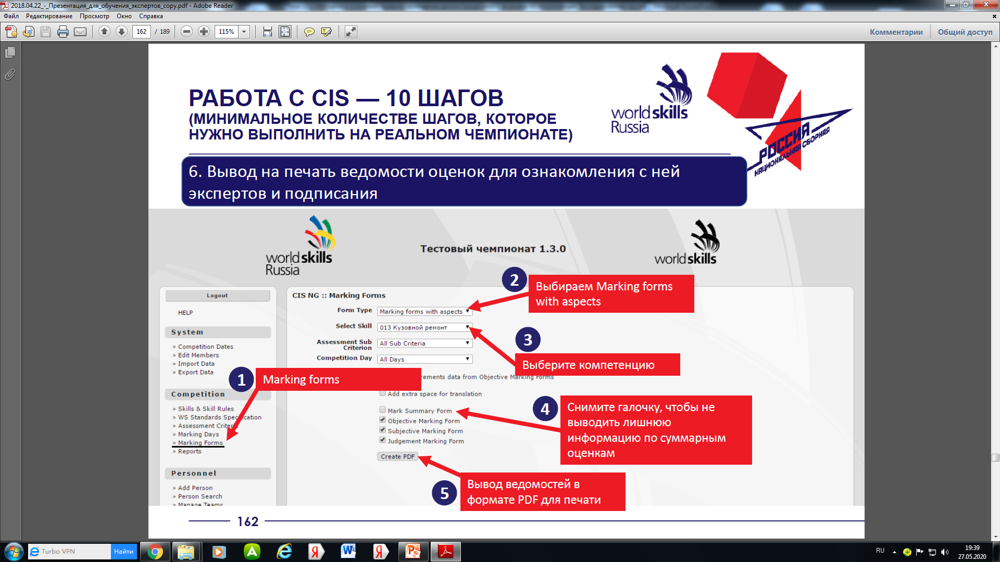 2018.04.22_-_Презентация_для_обучения_экспертов_copy.pdf - Adobe Reader
Файл Редактирование Просмотр Окно Справка
162 / 189 115% Комментарии Общий доступ
РАБОТА С CIS — 10 ШАГОВ
(МИНИМАЛЬНОЕ КОЛИЧЕСТВЕ ШАГОВ, КОТОРОЕ
НУЖНО ВЫПОЛНИТЬ НА РЕАЛЬНОМ ЧЕМПИОНАТЕ)
worldskills
Russia
РОССИЯ
НАЦИОНАЛЬНАЯ СБОРНАЯ
6. Вывод на печать ведомости оценок для ознакомления с ней
экспертов и подписания
worldskills
Russia
Тестовый чемпионат 1.3.0
worldskills
Logout
HELP
System
» Competition Dates
» Edit Members
» Import Data
» Export Data
Competition
» Skills & Skill Rules
» WS Standards Specification
» Assessment Criteria
» Marking Days
» Marking Forms
» Reports
Personnel
» Add Person
» Person Search
» Manage Teams
1
Marking forms
CIS NG :: Marking Forms
Form Type Marking forms with aspects
Select Skill 013 Кузовной ремонт
Assessment Sub
Criterion All Sub Criteria
Competition Day All Days
rements data from Objective Marking Forms
Add extra space for translation
Mark Summary Form
Objective Marking Form
Subjective Marking Form
Judgement Marking Form
Create PDF
2
Выбираем Marking forms
with aspects
3
Выберите компетенцию
4
Снимите галочку, чтобы не
выводить лишнюю
информацию по суммарным
оценкам
5
Вывод ведомостей в
формате PDF для печати
162
Turbo VPN Найти
RU
19:39
27.05.2020